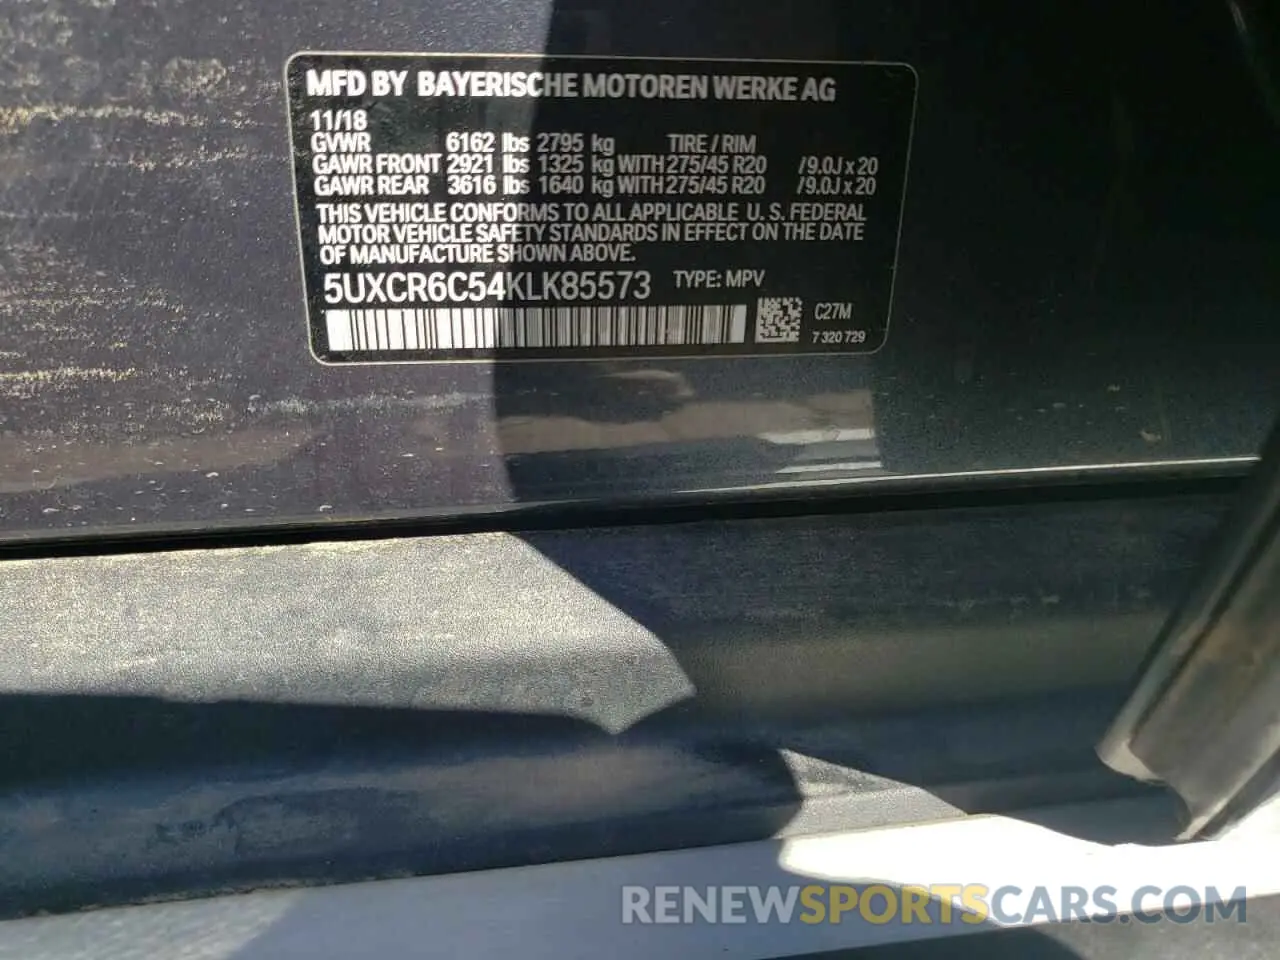 MFD BY BAYERISCHE MOTOREN WERKE AG
11/18
GVWR 6162 lbs 2795 kg TIRE / RIM
GAWR FRONT 2921 lbs 1325 kg WITH 275/45 R20 / 9.0J x 20
GAWR REAR 3616 lbs 1640 kg WITH 275/45 R20 / 9.0J x 20
THIS VEHICLE CONFORMS TO ALL APPLICABLE U. S. FEDERAL
MOTOR VEHICLE SAFETY STANDARDS IN EFFECT ON THE DATE
OF MANUFACTURE SHOWN ABOVE.
5UXCR6C54KLK85573 TYPE: MPV
C27M
7 320 729
RENEWSPORTSCARS.COM